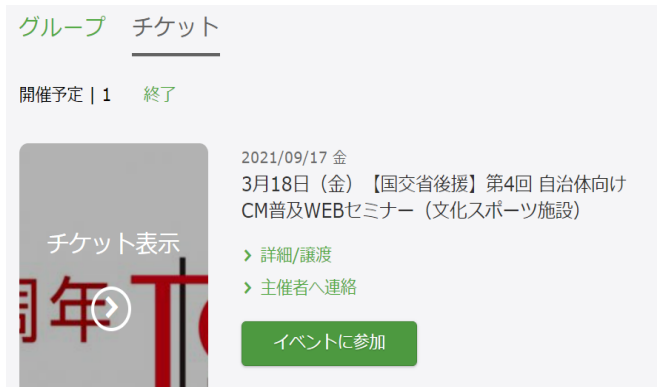 グループ チケット
開催予定 | 1 終了
2021/09/17 金
3月18日（金）【国交省後援】第4回 自治体向け
CM普及WEBセミナー（文化スポーツ施設）
チケット表示
> 詳細/譲渡
> 主催者へ連絡
周年
イベントに参加